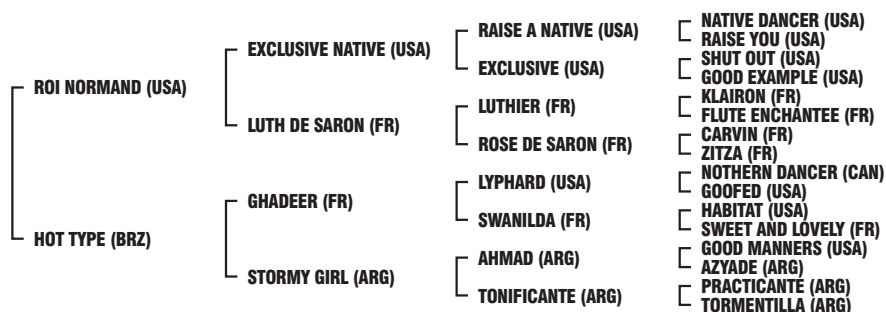 ROI NORMAND (USA)
EXCLUSIVE NATIVE (USA)
RAISE A NATIVE (USA)
NATIVE DANCER (USA)
RAISE YOU (USA)
EXCLUSIVE (USA)
SHUT OUT (USA)
GOOD EXAMPLE (USA)
LUTH DE SARON (FR)
LUTHIER (FR)
KLAIRON (FR)
FLUTE ENCHANTEE (FR)
ROSE DE SARON (FR)
CARVIN (FR)
ZITZA (FR)
HOT TYPE (BRZ)
GHADEER (FR)
LYPHARD (USA)
NOTHERN DANCER (CAN)
GOOFED (USA)
SWANILDA (FR)
HABITAT (USA)
SWEET AND LOVELY (FR)
STORMY GIRL (ARG)
AHMAD (ARG)
GOOD MANNERS (USA)
AZYADE (ARG)
TONIFICANTE (ARG)
PRACTICANTE (ARG)
TORMENTILLA (ARG)